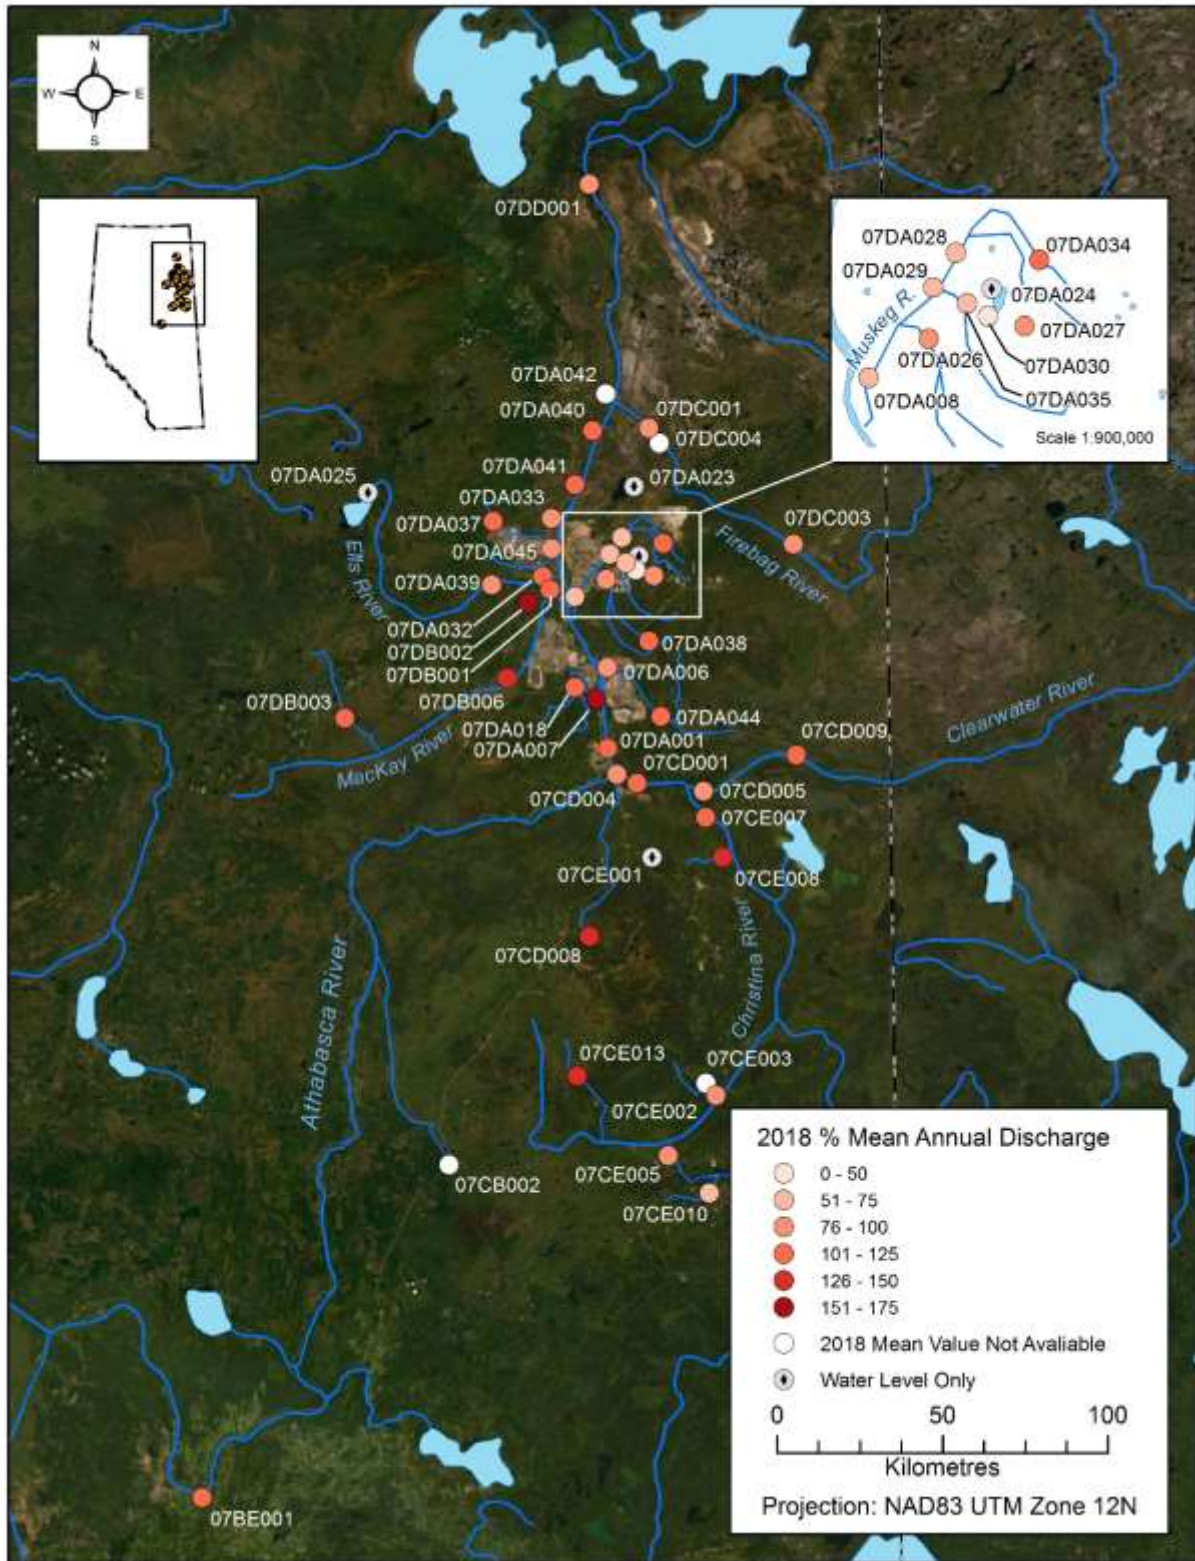 N
W E
S
07DD001
07DA028
07DA034
07DA029
07DA024
Muskeg R.
07DA027
07DA026
07DA030
07DA008
07DA035
Scale 1:900,000
07DA042
07DA040
07DC001
07DC004
07DA041
07DA023
07DA025
07DA033
07DA037
07DC003
Firebag River
07DA045
Ells River
07DA039
07DA032
07DB002
07DB001
07DA038
07DA006
07DB006
07DB003
07DA018
07DA044
07DA007
MacKay River
07DA001
07CD009
Clearwater River
07CD001
07CD004
07CD005
07CE007
07CE001
07CE008
07CD008
Christina River
Athabasca River
07CE013
07CE003
07CE002
07CE005
07CB002
07CE010
07BE001
2018 % Mean Annual Discharge
0 - 50
51 - 75
76 - 100
101 - 125
126 - 150
151 - 175
2018 Mean Value Not Avaliable
Water Level Only
0 50 100
Kilometres
Projection: NAD83 UTM Zone 12N